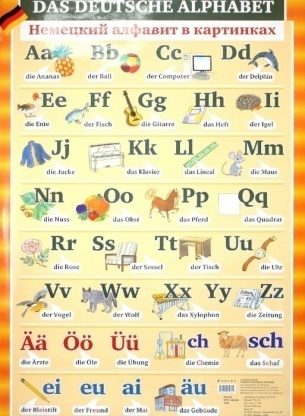 DAS DEUTSCHE ALPHABET
Немецкий алфавит в картинках
Aa Bb Cc Dd
die Ananas der Ball der Computer der Delphin
Ee Ff Gg Hh Ii
die Ente der Fisch die Gitarre das Heft der Igel
Jj Kk Ll Mm
die Jacke das Klavier das Lineal die Maus
Nn Oo Pp Qq
die Nuss das Obst das Pferd das Quadrat
Rr Ss Tt Uu
die Rose der Sessel der Tisch die Uhr
Vv Ww Xx Yy Zz
der Vogel der Wolf das Xylophon die Zeitung
Ää Öö Üü ch sch
die Ärzte die Öle die Übung die Chemie das Schaf
ei eu ai äu
der Bleistift der Freund der Mai das Gebäude